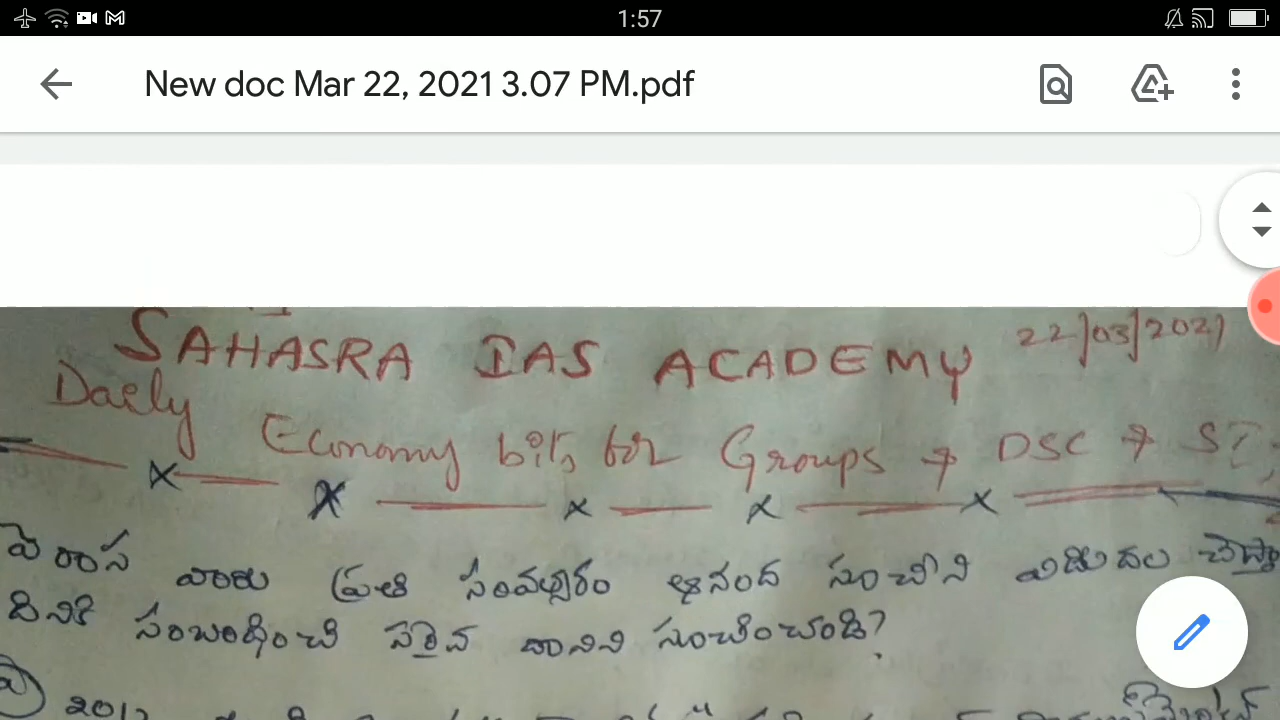 1:57
New doc Mar 22, 2021 3.07 PM.pdf
SAHASRA IAS ACADEMY 22/03/2021
Daily Economy bits for Groups → DSC →
ఐరాస వారు ప్రతి సంవత్సరం ఆనంద సూచిని విడుదల చేస్తా
దీనికి సంబంధించి సరైన దానిని సూచించండి?